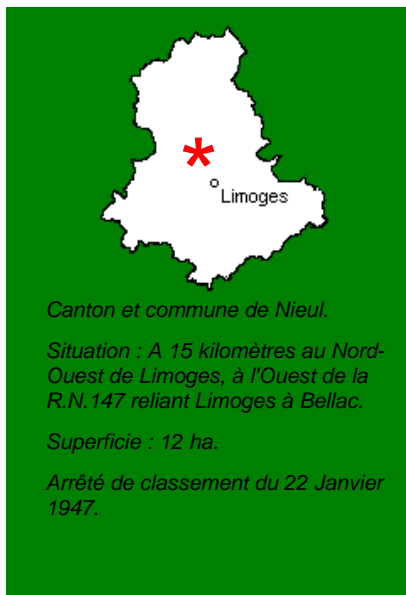 Limoges
Canton et commune de Nieul.
Situation : A 15 kilomètres au Nord-
Ouest de Limoges, à l'Ouest de la
R.N.147 reliant Limoges à Bellac.
Superficie : 12 ha.
Arrêté de classement du 22 Janvier
1947.